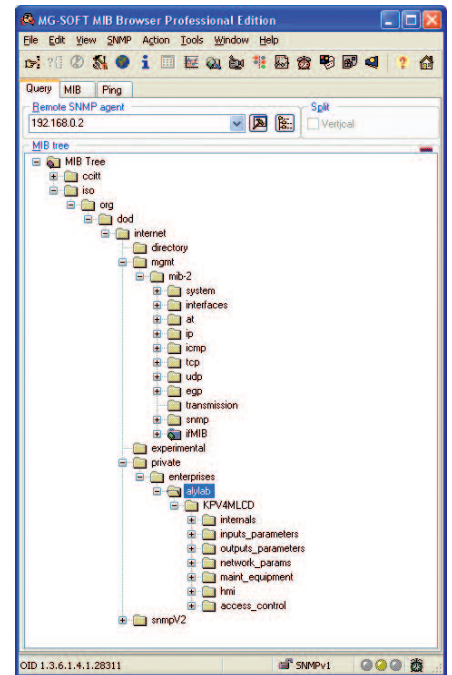 MG-SOFT MIB Browser Professional Edition
File Edit View SNMP Action Tools Window Help
Query MIB Ping
Remote SNMP agent Split
192.168.0.2 Vertical
MIB tree
MIB Tree
ccitt
iso
org
dod
internet
directory
mgmt
mib-2
system
interfaces
at
ip
icmp
tcp
udp
egp
transmission
snmp
ifMIB
experimental
private
enterprises
alylab
KPV4MLCD
internals
inputs_parameters
outputs_parameters
network_params
maint_equipment
hmi
access_control
snmpV2
OID 1.3.6.1.4.1.28311 SNMPv1